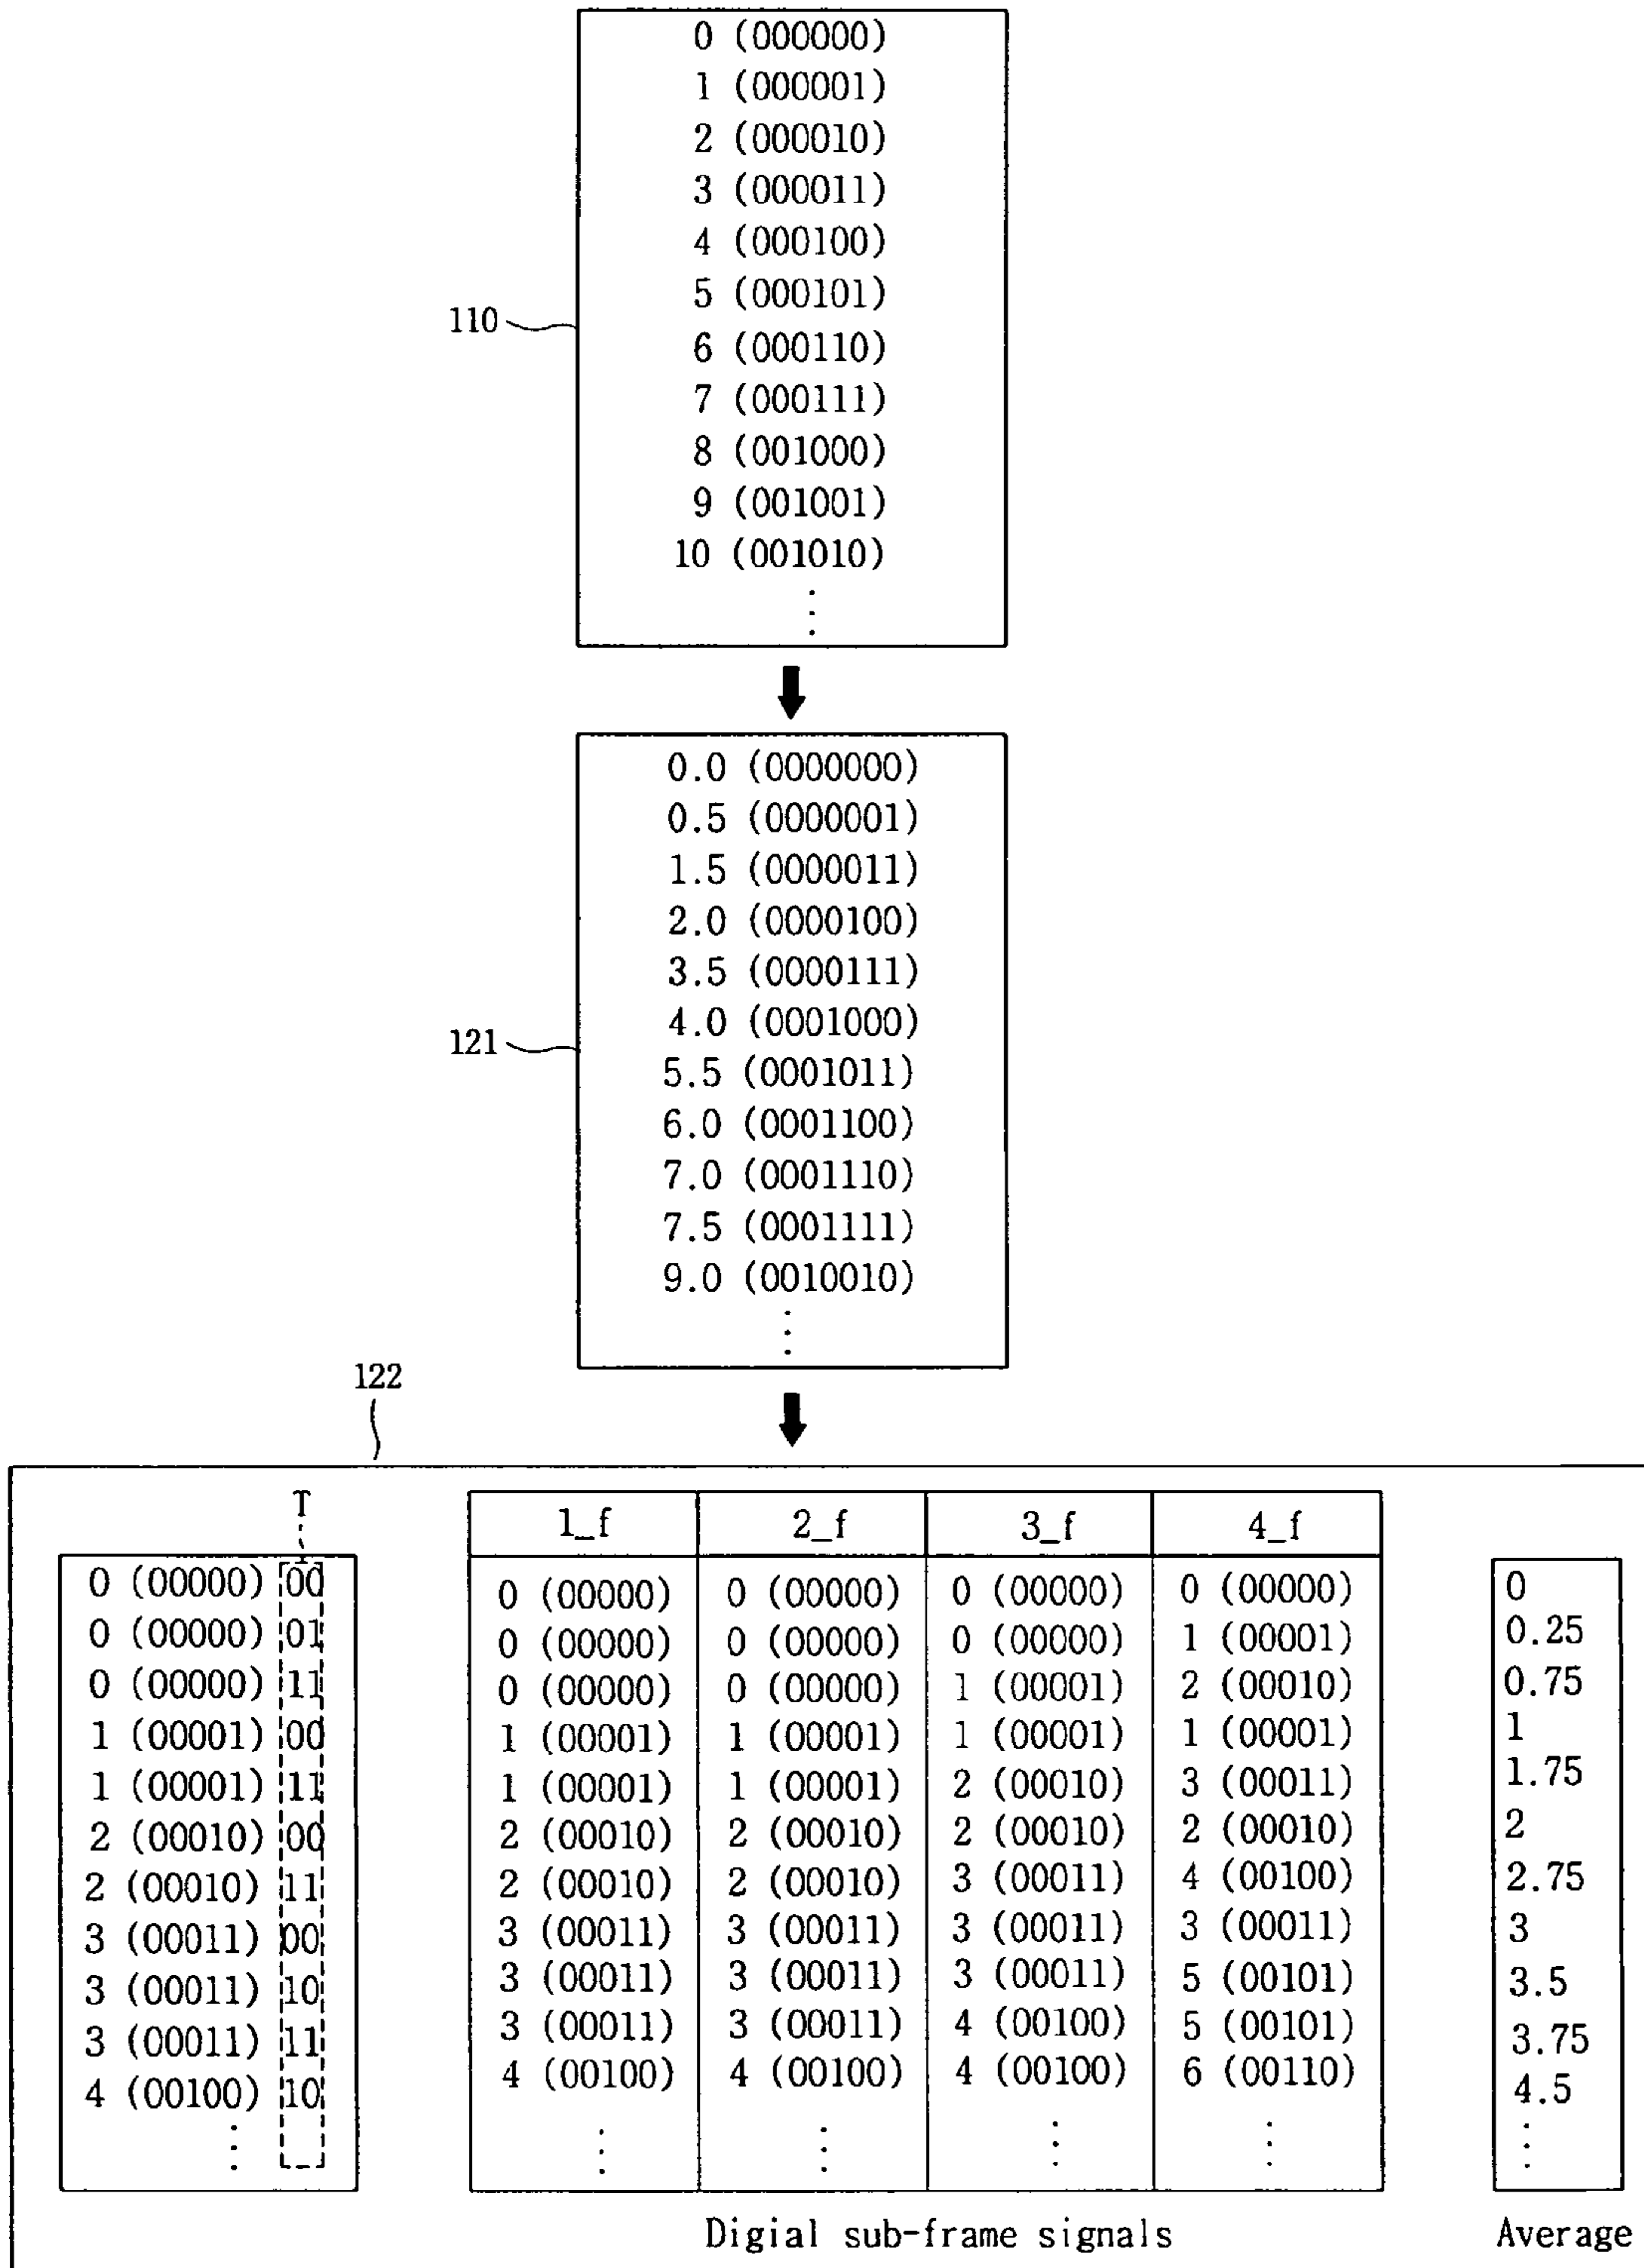 0 (000000)
1 (000001)
2 (000010)
3 (000011)
4 (000100)
5 (000101)
110
6 (000110)
7 (000111)
8 (001000)
9 (001001)
10 (001010)
0.0 (0000000)
0.5 (0000001)
1.5 (0000011)
2.0 (0000100)
3.5 (0000111)
4.0 (0001000)
121
5.5 (0001011)
6.0 (0001100)
7.0 (0001110)
7.5 (0001111)
9.0 (0010010)
122
T 1_f 2_f 3_f 4_f
0 (00000) 00 0 (00000) 0 (00000) 0 (00000) 0 (00000) 0
0 (00000) 01 0 (00000) 0 (00000) 0 (00000) 1 (00001) 0.25
0 (00000) 11 0 (00000) 0 (00000) 1 (00001) 2 (00010) 0.75
1 (00001) 00 1 (00001) 1 (00001) 1 (00001) 1 (00001) 1
1 (00001) 11 1 (00001) 1 (00001) 2 (00010) 3 (00011) 1.75
2 (00010) 00 2 (00010) 2 (00010) 2 (00010) 2 (00010) 2
2 (00010) 11 2 (00010) 2 (00010) 3 (00011) 4 (00100) 2.75
3 (00011) 00 3 (00011) 3 (00011) 3 (00011) 3 (00011) 3
3 (00011) 10 3 (00011) 3 (00011) 3 (00011) 5 (00101) 3.5
3 (00011) 11 3 (00011) 3 (00011) 4 (00100) 5 (00101) 3.75
4 (00100) 10 4 (00100) 4 (00100) 4 (00100) 6 (00110) 4.5
Digial sub-frame signals Average